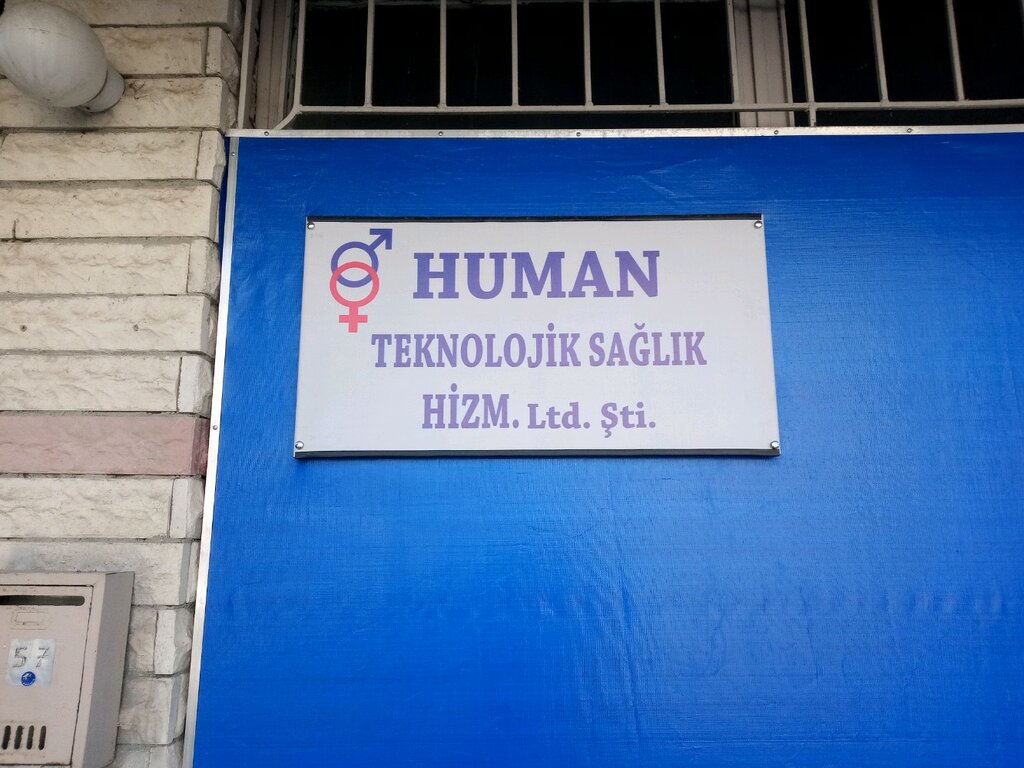 HUMAN
TEKNOLOJİK SAĞLIK
HİZM. Ltd. Şti.
57